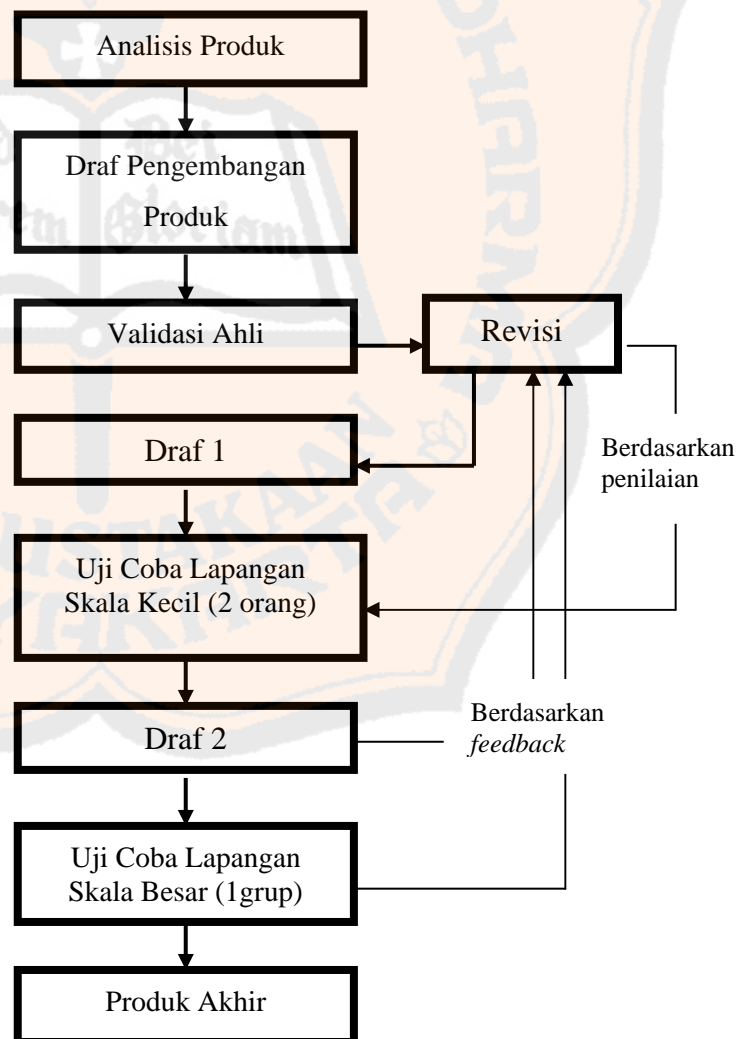 Analisis Produk
Draf Pengembangan
Produk
Validasi Ahli
Revisi
Draf 1
Berdasarkan
penilaian
Uji Coba Lapangan
Skala Kecil (2 orang)
Draf 2
Berdasarkan
feedback
Uji Coba Lapangan
Skala Besar (1grup)
Produk Akhir